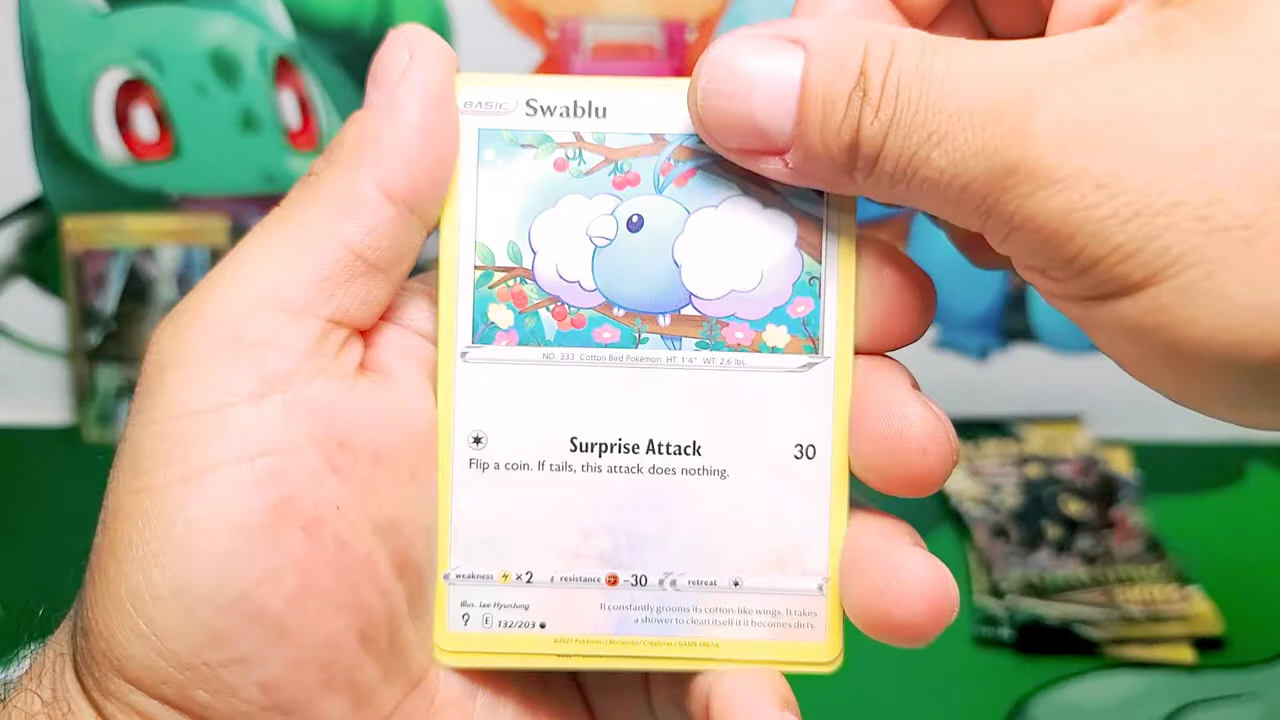 BASIC Swablu
NO. 333 Cotton Bird Pokémon HT: 1'4" WT: 2.6 lbs.
Surprise Attack 30
Flip a coin. If tails, this attack does nothing.
weakness ×2 resistance -30 retreat
Illus. Lee HyunJung
It constantly grooms its cotton-like wings. It takes
a shower to clean itself if it becomes dirty.
E 132/203
©2021 Pokémon / Nintendo / Creatures / GAME FREAK